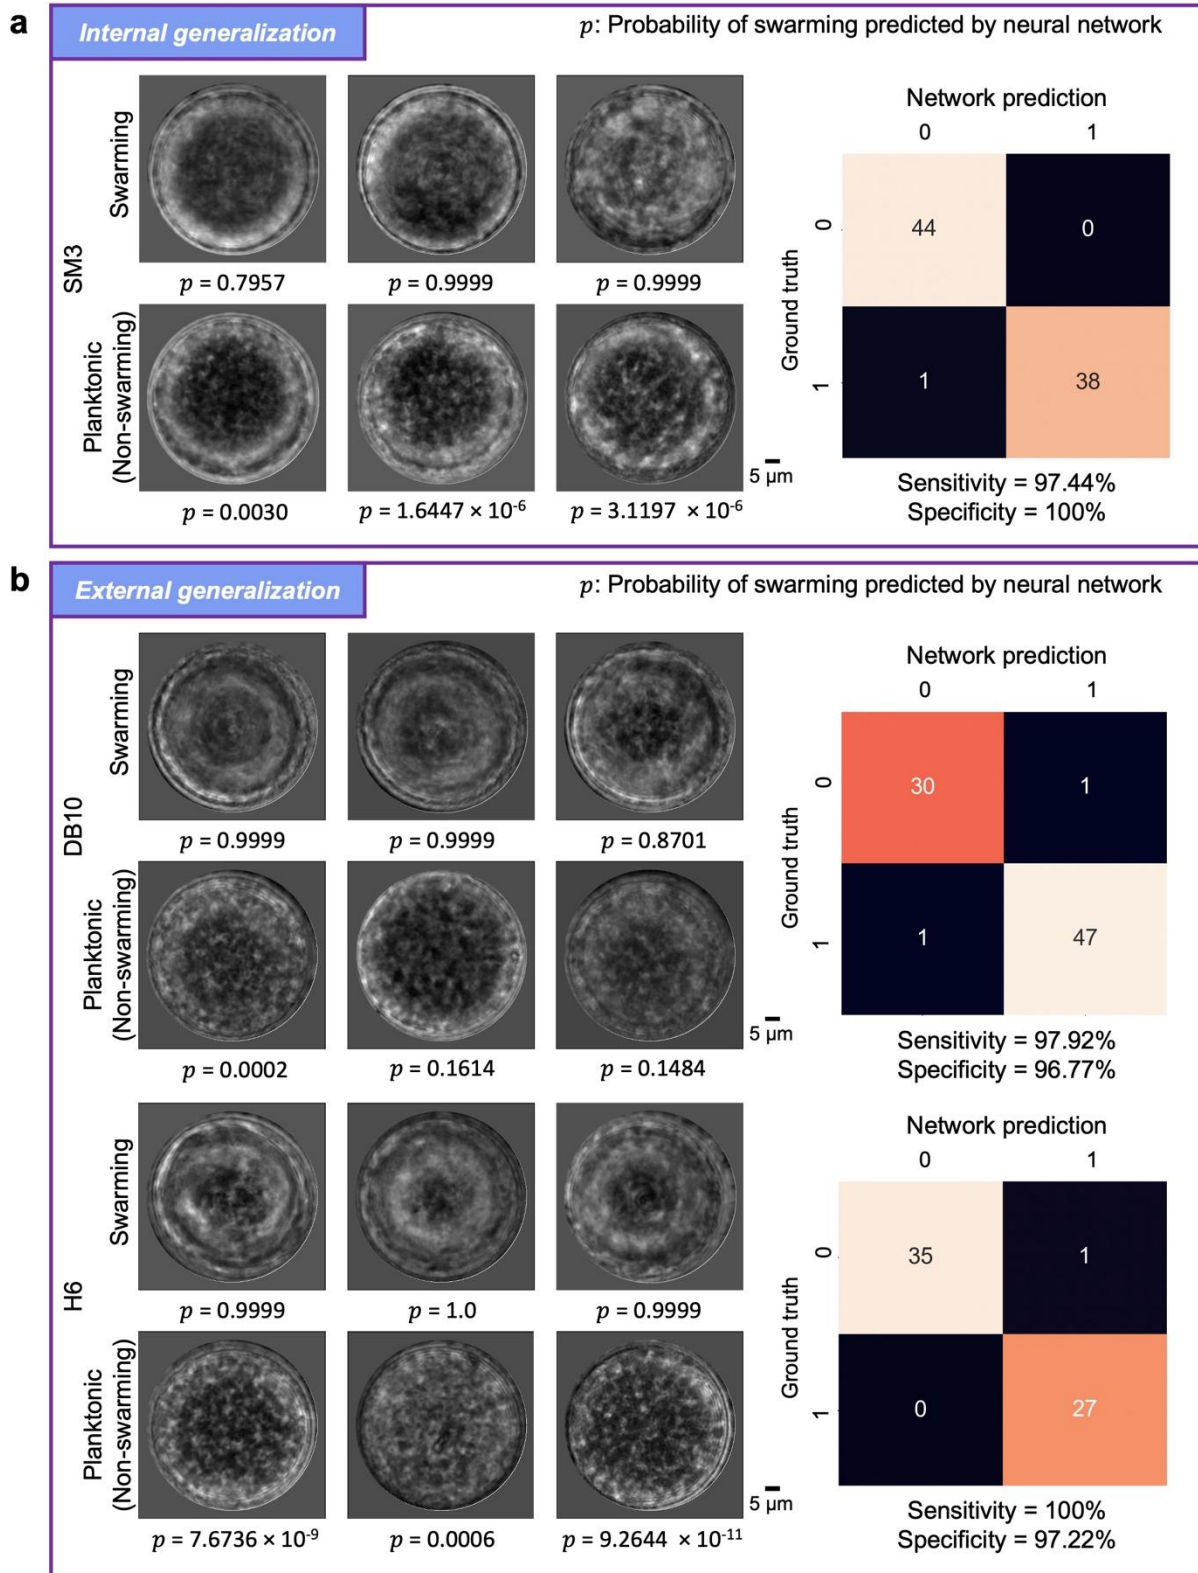 a
Internal generalization
p: Probability of swarming predicted by neural network
SM3
Swarming
p = 0.7957
p = 0.9999
p = 0.9999
Planktonic
(Non-swarming)
5 μm
p = 0.0030
p = 1.6447 × 10⁻⁶
p = 3.1197 × 10⁻⁶
Network prediction
0 1
Ground truth
0
44 0
1
1 38
Sensitivity = 97.44%
Specificity = 100%
b
External generalization
p: Probability of swarming predicted by neural network
DB10
Swarming
p = 0.9999
p = 0.9999
p = 0.8701
Planktonic
(Non-swarming)
5 μm
p = 0.0002
p = 0.1614
p = 0.1484
Network prediction
0 1
Ground truth
0
30 1
1
1 47
Sensitivity = 97.92%
Specificity = 96.77%
H6
Swarming
p = 0.9999
p = 1.0
p = 0.9999
Planktonic
(Non-swarming)
5 μm
p = 7.6736 × 10⁻⁹
p = 0.0006
p = 9.2644 × 10⁻¹¹
Network prediction
0 1
Ground truth
0
35 1
1
0 27
Sensitivity = 100%
Specificity = 97.22%